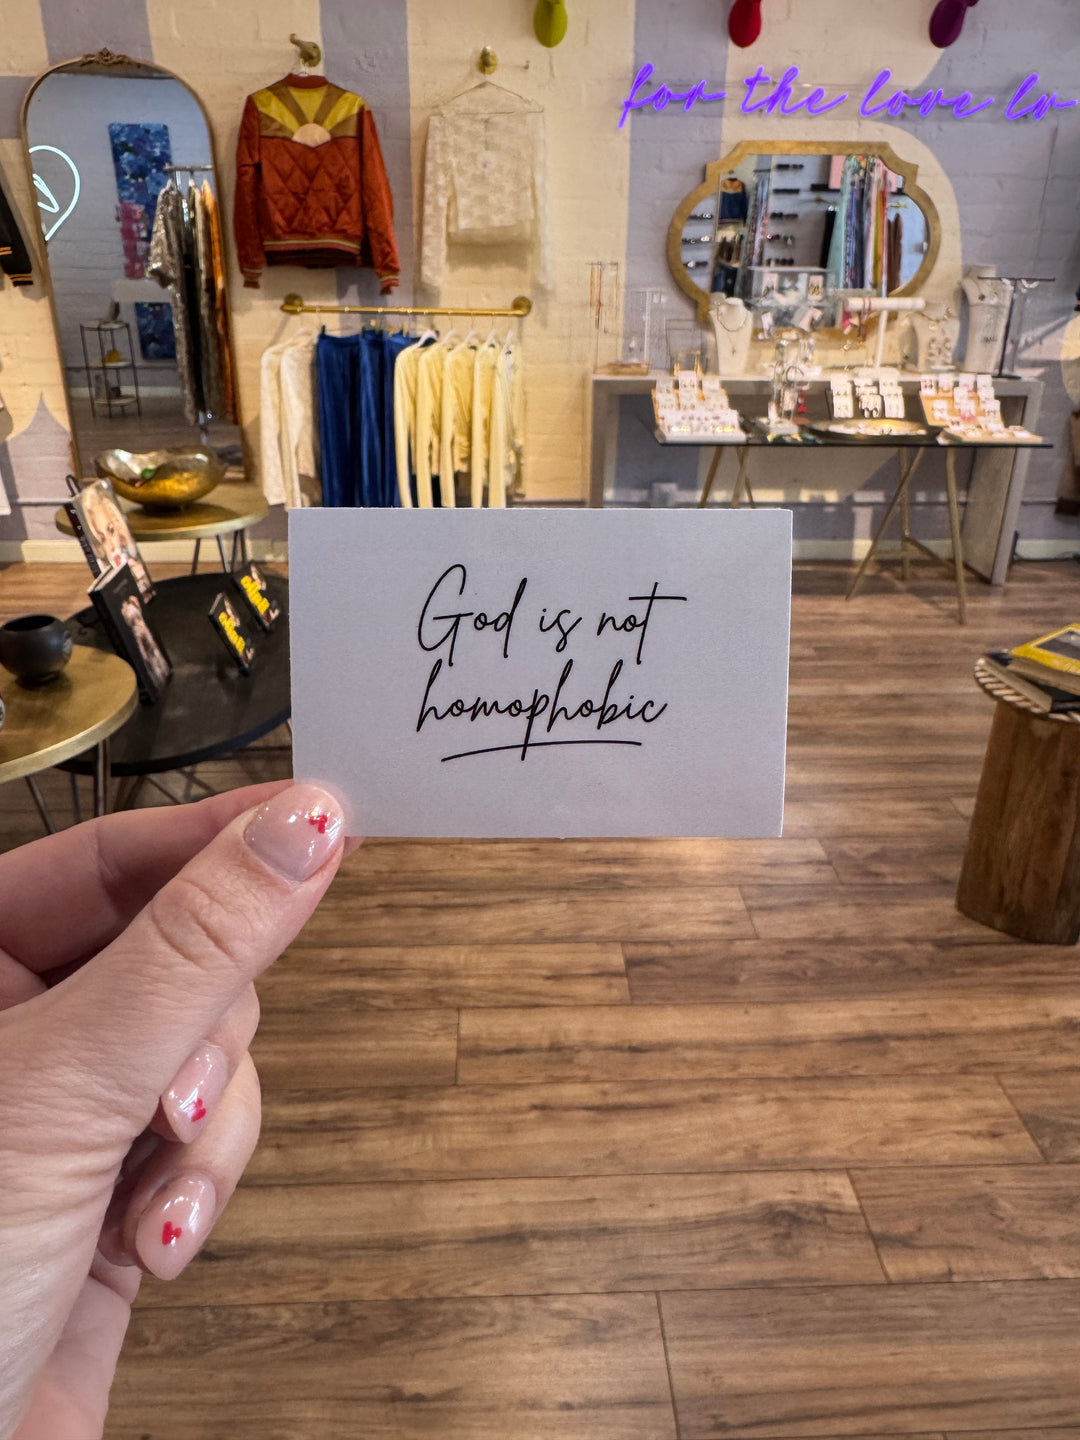 for the love
God is not
homophobic